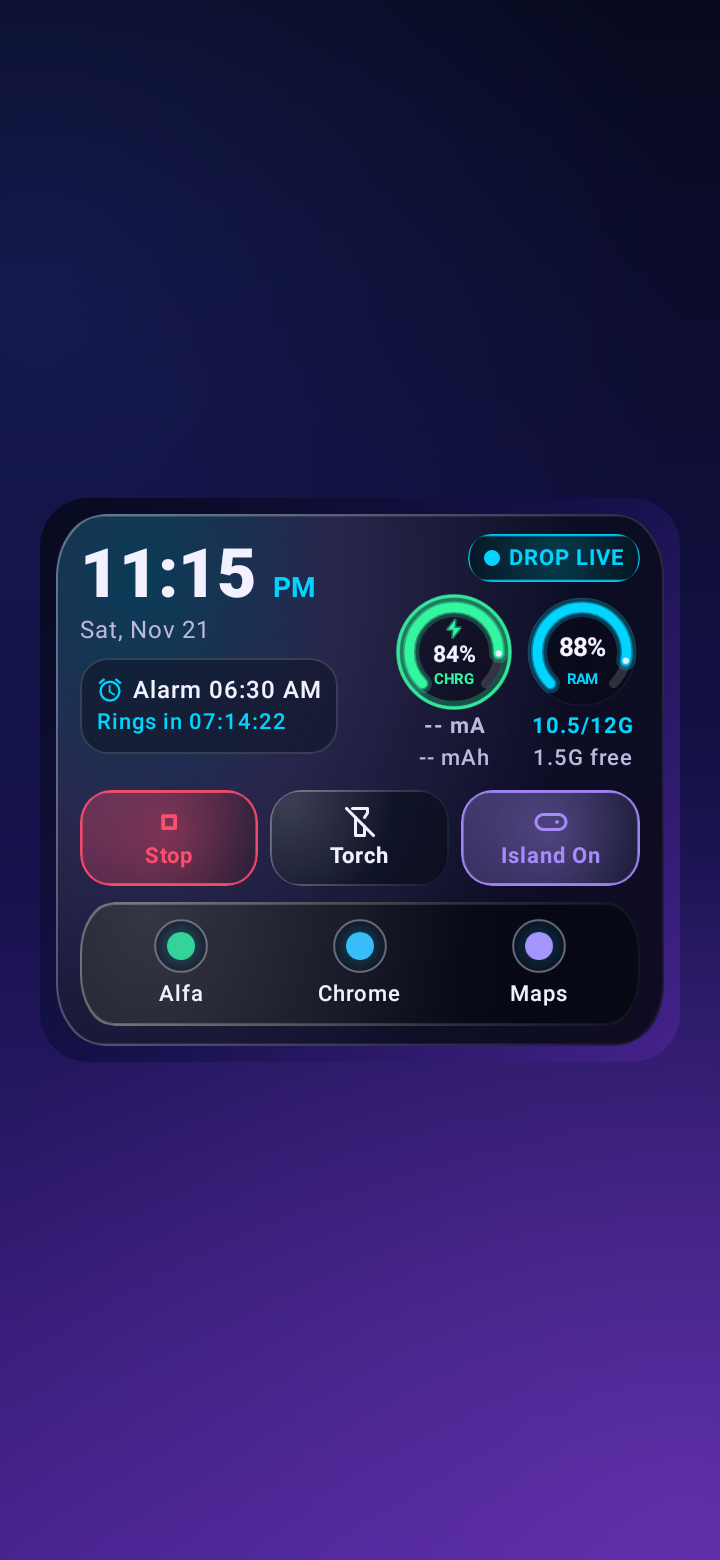 11:15 PM
DROP LIVE
Sat, Nov 21
Alarm 06:30 AM
Rings in 07:14:22
84%
CHRG
-- mA
-- mAh
88%
RAM
10.5/12G
1.5G free
Stop
Torch
Island On
Alfa
Chrome
Maps